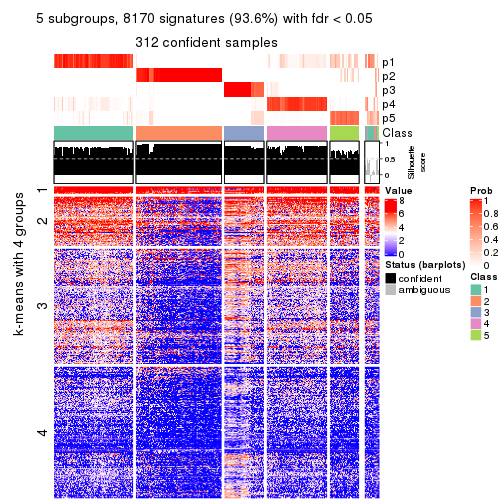 5 subgroups, 8170 signatures (93.6%) with fdr < 0.05
312 confident samples
p1
p2
p3
p4
p5
Class
1
0.5
0
Silhouette
score
k-means with 4 groups
1
2
3
4
Value
8
6
4
2
0
Status (barplots)
confident
ambiguous
Prob
1
0.8
0.6
0.4
0.2
0
Class
1
2
3
4
5